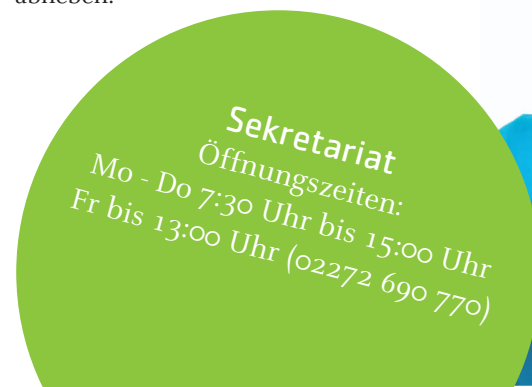 Sekretariat
Öffnungszeiten:
Mo - Do 7:30 Uhr bis 15:00 Uhr
Fr bis 13:00 Uhr (02272 690 770)